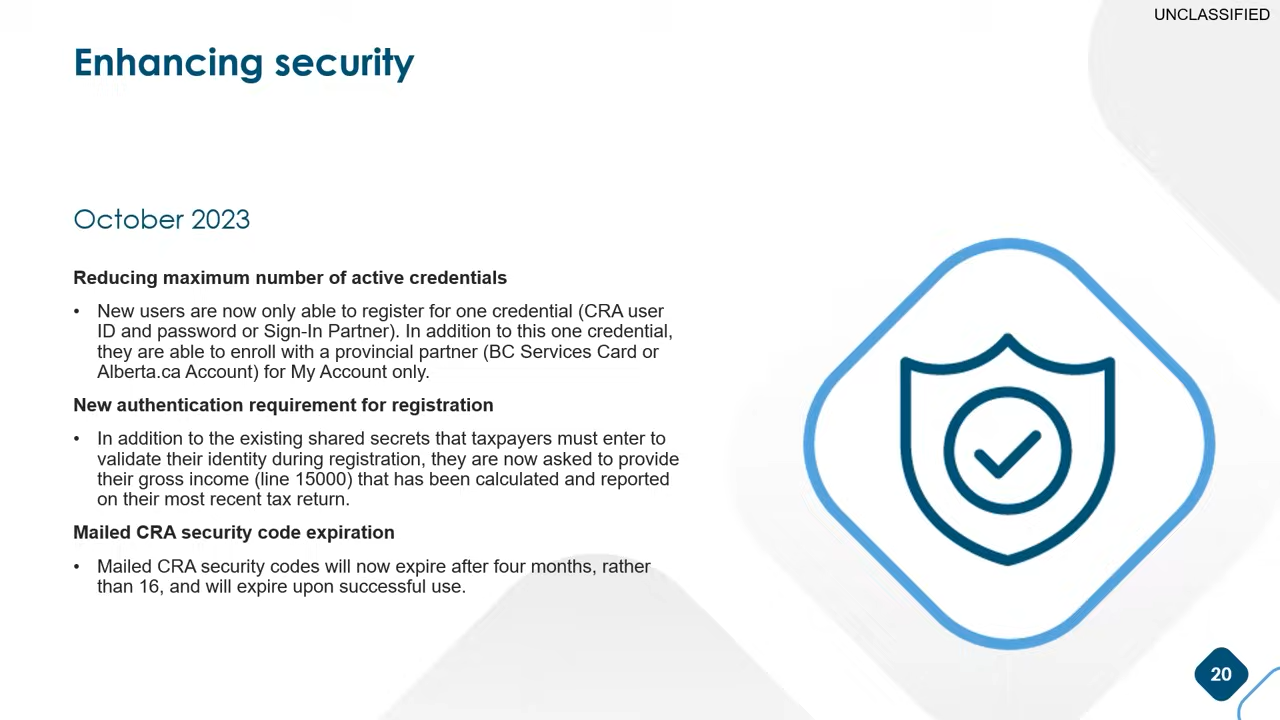 UNCLASSIFIED
Enhancing security
October 2023
Reducing maximum number of active credentials
• New users are now only able to register for one credential (CRA user
ID and password or Sign-In Partner). In addition to this one credential,
they are able to enroll with a provincial partner (BC Services Card or
Alberta.ca Account) for My Account only.
New authentication requirement for registration
• In addition to the existing shared secrets that taxpayers must enter to
validate their identity during registration, they are now asked to provide
their gross income (line 15000) that has been calculated and reported
on their most recent tax return.
Mailed CRA security code expiration
• Mailed CRA security codes will now expire after four months, rather
than 16, and will expire upon successful use.
20